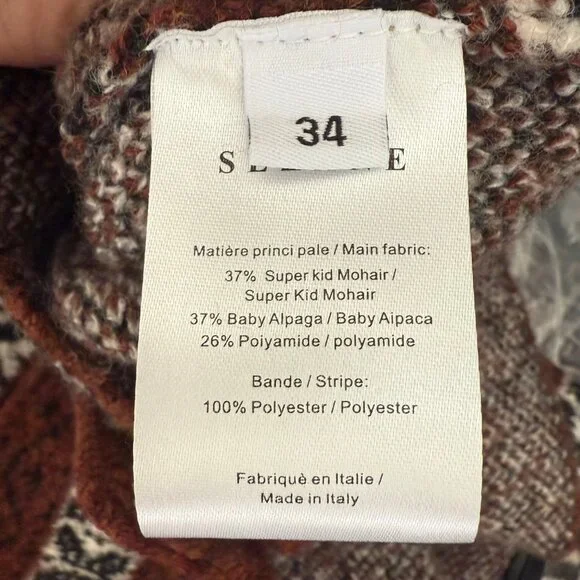 34
Matière princi pale / Main fabric:
37% Super kid Mohair /
Super Kid Mohair
37% Baby Alpaga / Baby Aipaca
26% Poiyamide / polyamide
Bande / Stripe:
100% Polyester / Polyester
Fabriquè en Italie /
Made in Italy